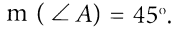 m (∠A) = 45°.